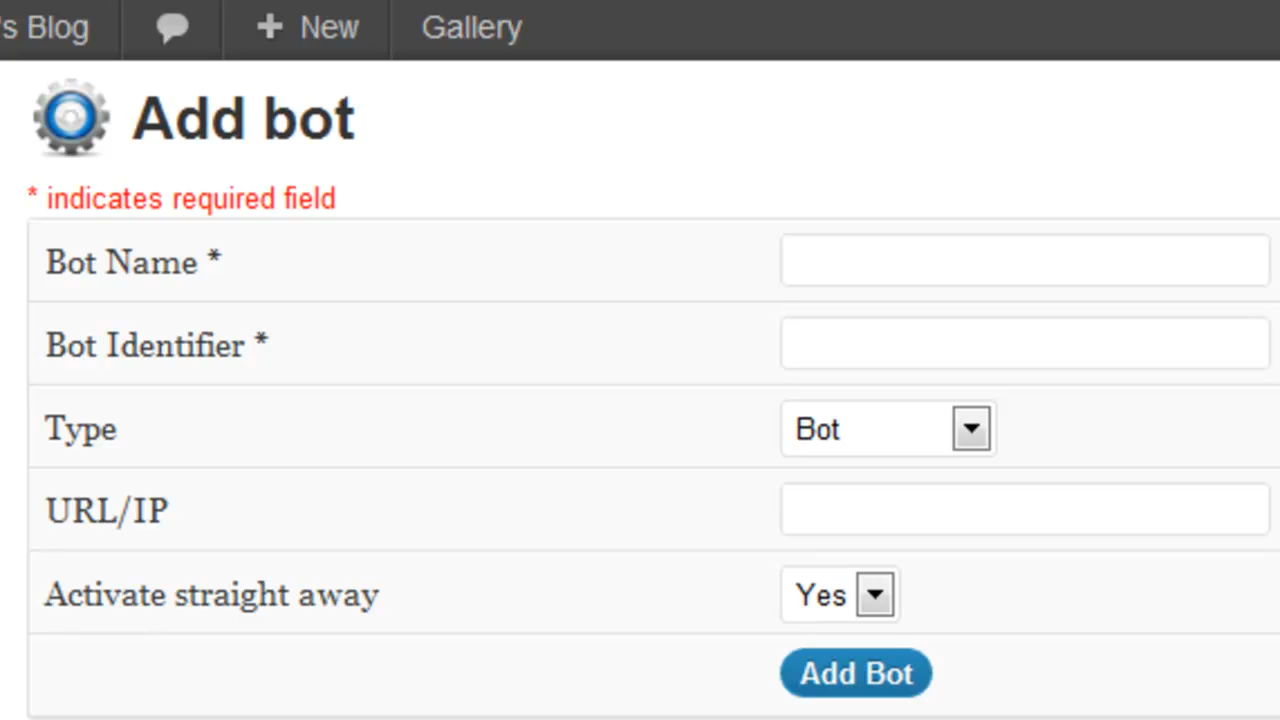 's Blog
New
Gallery
Add bot
* indicates required field
Bot Name *
Bot Identifier *
Type
Bot
URL/IP
Activate straight away
Yes
Add Bot